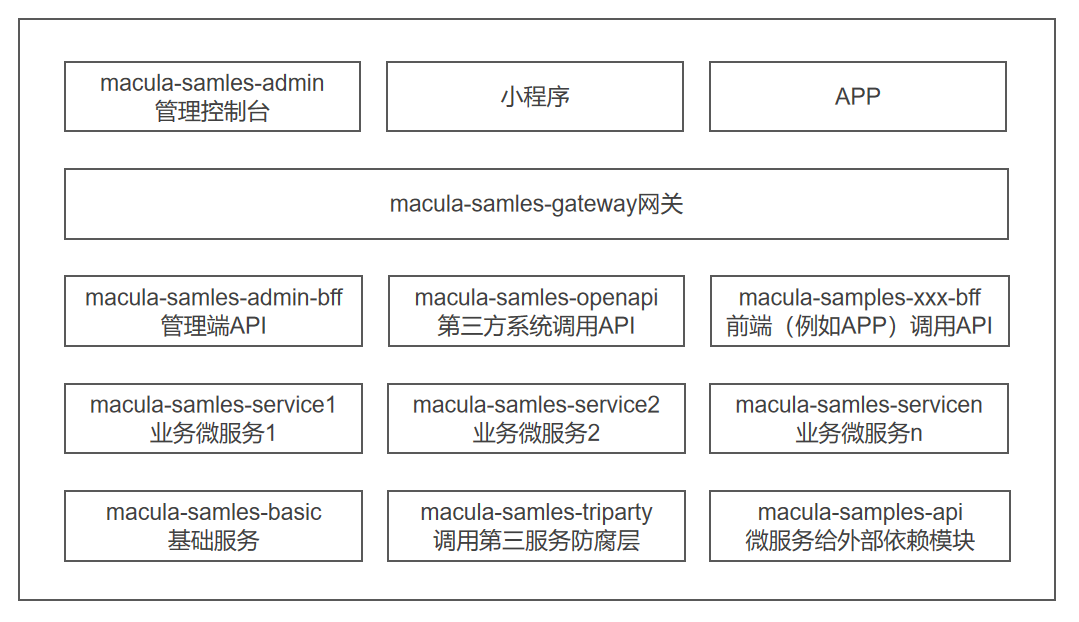 macula-samles-admin
管理控制台
小程序
APP
macula-samles-gateway网关
macula-samles-admin-bff
管理端API
macula-samles-openapi
第三方系统调用API
macula-samples-xxx-bff
前端（例如APP）调用API
macula-samles-service1
业务微服务1
macula-samles-service2
业务微服务2
macula-samles-servicen
业务微服务n
macula-samles-basic
基础服务
macula-samles-triparty
调用第三服务防腐层
macula-samples-api
微服务给外部依赖模块